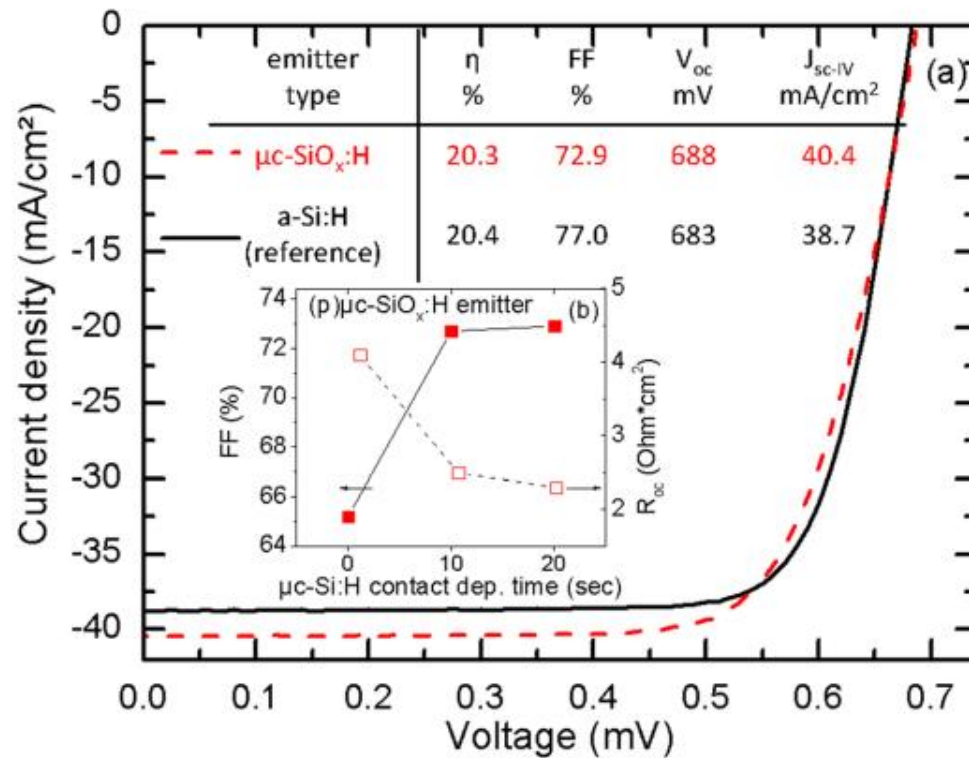 (a)
emitter type η % FF % V_oc mV J_sc-IV mA/cm²
μc-SiO_x:H 20.3 72.9 688 40.4
a-Si:H (reference) 20.4 77.0 683 38.7
Current density (mA/cm²)
0
-5
-10
-15
-20
-25
-30
-35
-40
0.0 0.1 0.2 0.3 0.4 0.5 0.6 0.7
Voltage (mV)
(p)μc-SiO_x:H emitter (b)
FF (%)
74
72
70
68
66
64
5
4
3
2
R_oc (Ohm*cm²)
0 10 20
μc-Si:H contact dep. time (sec)